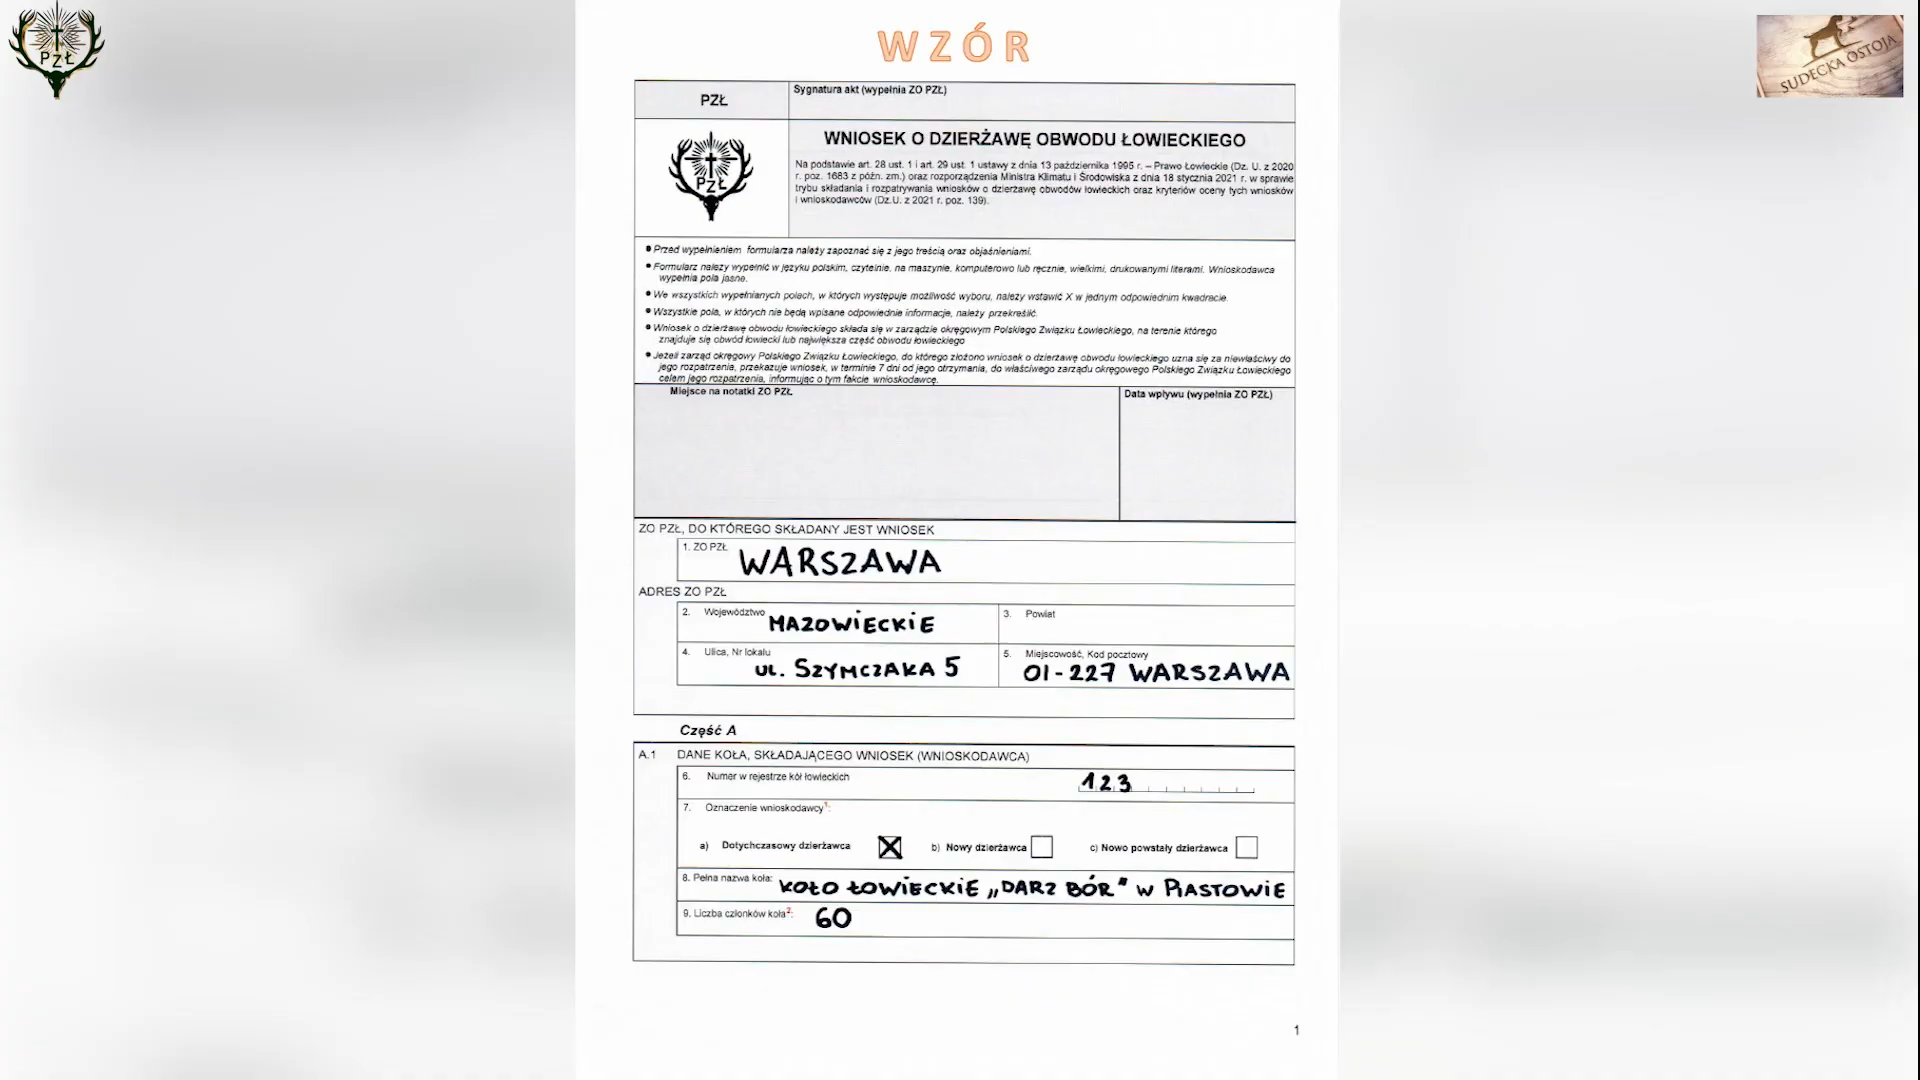 PZŁ
SUDECKA OSTOJA
WZÓR
PZŁ
Sygnatura akt (wypełnia ZO PZŁ)
PZŁ
WNIOSEK O DZIERŻAWĘ OBWODU ŁOWIECKIEGO
Na podstawie art. 28 ust. 1 i art. 29 ust. 1 ustawy z dnia 13 października 1995 r. – Prawo Łowieckie (Dz. U. z 2020
r. poz. 1683 z późn. zm.) oraz rozporządzenia Ministra Klimatu i Środowiska z dnia 18 stycznia 2021 r. w sprawie
trybu składania i rozpatrywania wniosków o dzierżawę obwodów łowieckich oraz kryteriów oceny tych wniosków
i wnioskodawców (Dz.U. z 2021 r. poz. 139).
• Przed wypełnieniem formularza należy zapoznać się z jego treścią oraz objaśnieniami.
• Formularz należy wypełnić w języku polskim, czytelnie, na maszynie, komputerowo lub ręcznie, wielkimi, drukowanymi literami. Wnioskodawca
wypełnia pola jasne.
• We wszystkich wypełnianych polach, w których występuje możliwość wyboru, należy wstawić X w jednym odpowiednim kwadracie.
• Wszystkie pola, w których nie będą wpisane odpowiednie informacje, należy przekreślić.
• Wniosek o dzierżawę obwodu łowieckiego składa się w zarządzie okręgowym Polskiego Związku Łowieckiego, na terenie którego
znajduje się obwód łowiecki lub największa część obwodu łowieckiego
• Jeżeli zarząd okręgowy Polskiego Związku Łowieckiego, do którego złożono wniosek o dzierżawę obwodu łowieckiego uzna się za niewłaściwy do
jego rozpatrzenia, przekazuje wniosek, w terminie 7 dni od jego otrzymania, do właściwego zarządu okręgowego Polskiego Związku Łowieckiego
celem jego rozpatrzenia, informując o tym fakcie wnioskodawcę.
Miejsce na notatki ZO PZŁ
Data wpływu (wypełnia ZO PZŁ)
ZO PZŁ, DO KTÓREGO SKŁADANY JEST WNIOSEK
1. ZO PZŁ WARSZAWA
ADRES ZO PZŁ
2. Województwo MAZOWIECKIE
3. Powiat
4. Ulica, Nr lokalu
ul. SZYMCZAKA 5
5. Miejscowość, Kod pocztowy
01-227 WARSZAWA
Część A
A.1 DANE KOŁA, SKŁADAJĄCEGO WNIOSEK (WNIOSKODAWCA)
6. Numer w rejestrze kół łowieckich 123
7. Oznaczenie wnioskodawcy1:
a) Dotychczasowy dzierżawca X b) Nowy dzierżawca c) Nowo powstały dzierżawca
8. Pełna nazwa koła: KOŁO ŁOWIECKIE „DARZ BÓR" W PIASTOWIE
9. Liczba członków koła2: 60
1